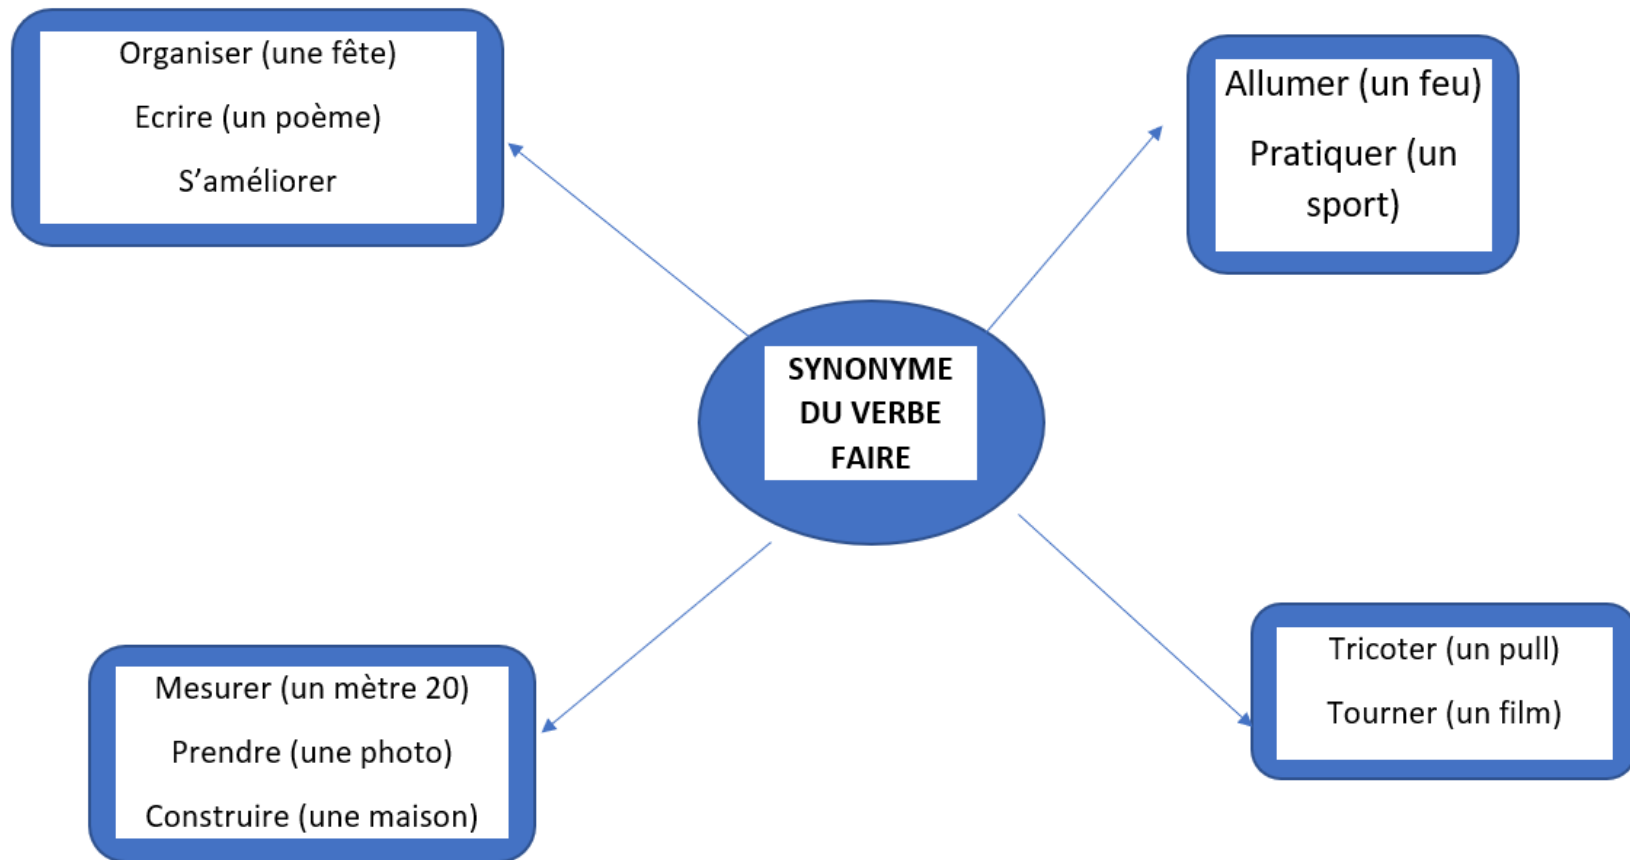 Organiser (une fête)
Ecrire (un poème)
S’améliorer
Allumer (un feu)
Pratiquer (un
sport)
SYNONYME
DU VERBE
FAIRE
Mesurer (un mètre 20)
Prendre (une photo)
Construire (une maison)
Tricoter (un pull)
Tourner (un film)